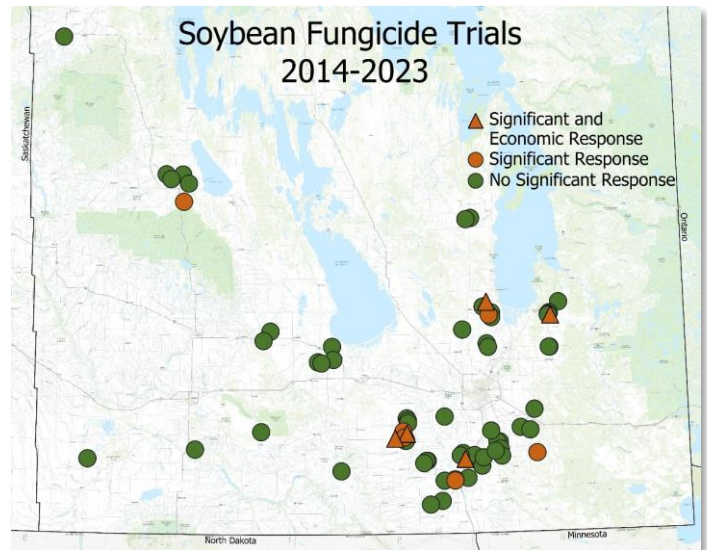 Soybean Fungicide Trials
2014-2023
Significant and
Economic Response
Significant Response
No Significant Response
Saskatchewan
Ontario
North Dakota
Minnesota